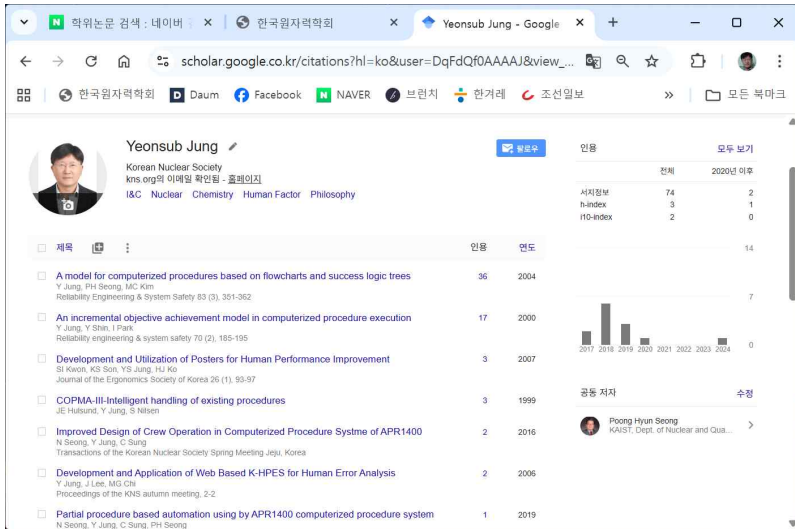 학위논문 검색 : 네이버
한국원자력학회
Yeonsub Jung - Google
scholar.google.co.kr/citations?hl=ko&user=DqFdQf0AAAAJ&view_...
한국원자력학회
Daum
Facebook
NAVER
브런치
한겨레
조선일보
»
모든 북마크
Yeonsub Jung
팔로우
Korean Nuclear Society
kns.org의 이메일 확인됨 - 홈페이지
I&C Nuclear Chemistry Human Factor Philosophy
제목 인용 연도
A model for computerized procedures based on flowcharts and success logic trees 36 2004
Y Jung, PH Seong, MC Kim
Reliability Engineering & System Safety 83 (3), 351-362
An incremental objective achievement model in computerized procedure execution 17 2000
Y Jung, Y Shin, I Park
Reliability engineering & system safety 70 (2), 185-195
Development and Utilization of Posters for Human Performance Improvement 3 2007
SI Kwon, KS Son, YS Jung, HJ Ko
Journal of the Ergonomics Society of Korea 26 (1), 93-97
COPMA-III-Intelligent handling of existing procedures 3 1999
JE Hulsund, Y Jung, S Nilsen
Improved Design of Crew Operation in Computerized Procedure Systme of APR1400 2 2016
N Seong, Y Jung, C Sung
Transactions of the Korean Nuclear Society Spring Meeting Jeju, Korea
Development and Application of Web Based K-HPES for Human Error Analysis 2 2006
Y Jung, J Lee, MG Chi
Proceedings of the KNS autumn meeting, 2-2
Partial procedure based automation using by APR1400 computerized procedure system 1 2019
N Seong, Y Jung, C Sung, PH Seong
인용 모두 보기
전체 2020년 이후
서지정보 74 2
h-index 3 1
i10-index 2 0
14
7
0
2017 2018 2019 2020 2021 2022 2023 2024
공동 저자 수정
Poong Hyun Seong
KAIST, Dept. of Nuclear and Qua...